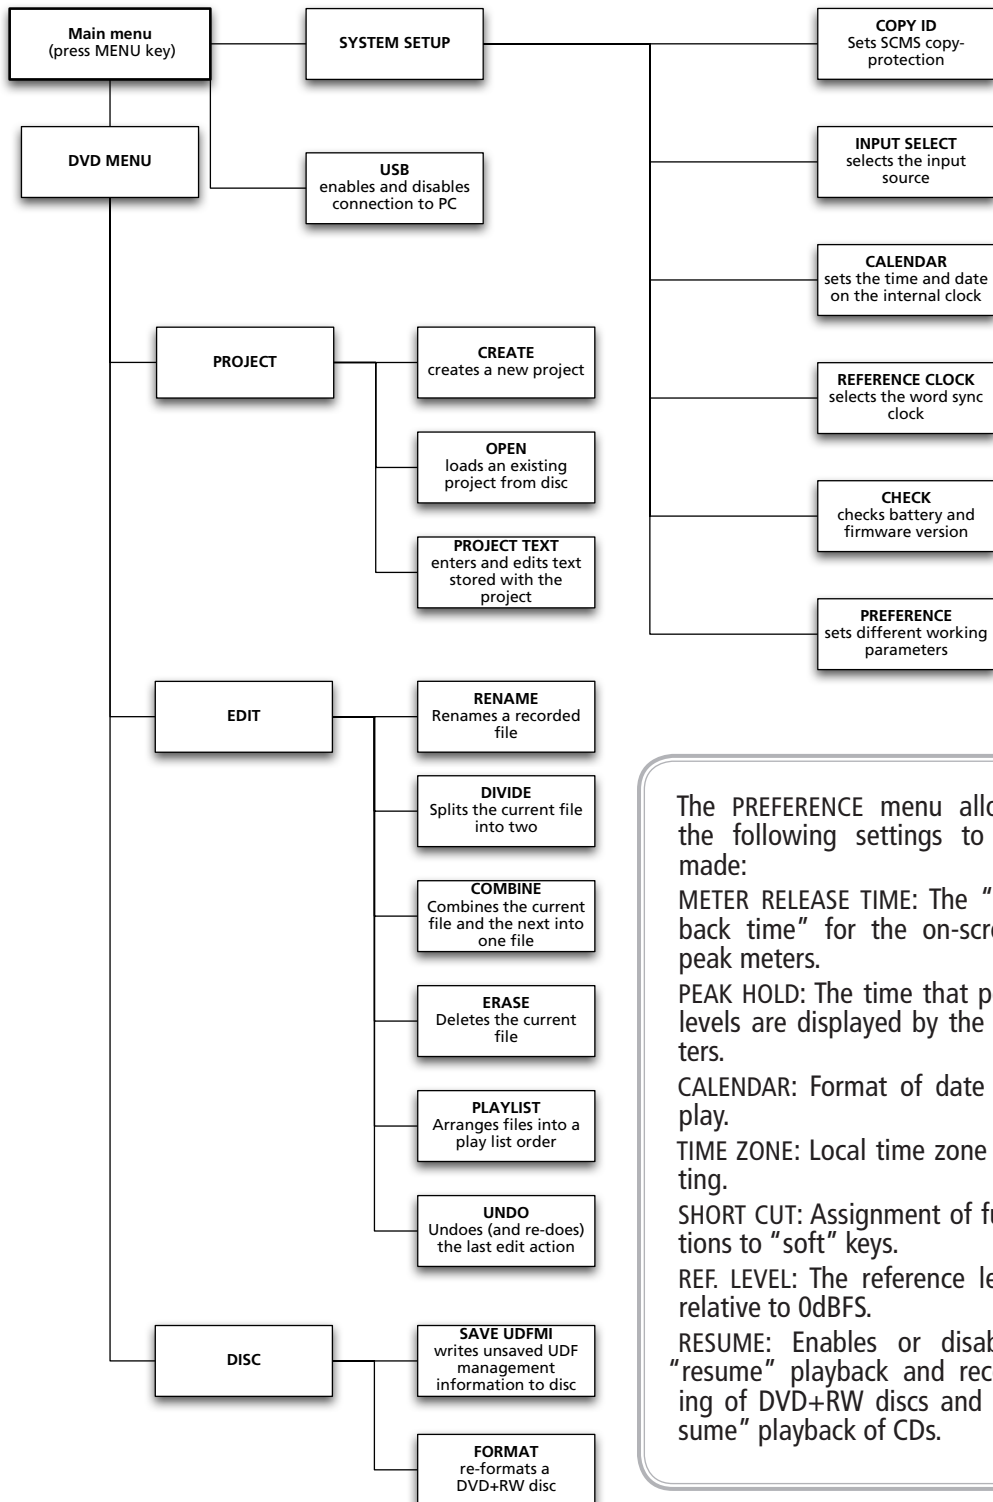 Main menu
(press MENU key)
SYSTEM SETUP
COPY ID
Sets SCMS copy-
protection
DVD MENU
USB
enables and disables
connection to PC
INPUT SELECT
selects the input
source
CALENDAR
sets the time and date
on the internal clock
REFERENCE CLOCK
selects the word sync
clock
CHECK
checks battery and
firmware version
PREFERENCE
sets different working
parameters
PROJECT
CREATE
creates a new project
OPEN
loads an existing
project from disc
PROJECT TEXT
enters and edits text
stored with the
project
EDIT
RENAME
Renames a recorded
file
DIVIDE
Splits the current file
into two
COMBINE
Combines the current
file and the next into
one file
ERASE
Deletes the current
file
PLAYLIST
Arranges files into a
play list order
UNDO
Undoes (and re-does)
the last edit action
DISC
SAVE UDFMI
writes unsaved UDF
management
information to disc
FORMAT
re-formats a
DVD+RW disc
The PREFERENCE menu
the following settings to
made:
METER RELEASE TIME: The
back time" for the
peak meters.
PEAK HOLD: The time that
levels are displayed by the
ters.
CALENDAR: Format of date
play.
TIME ZONE: Local time zone
ting.
SHORT CUT: Assignment of
tions to "soft" keys.
REF. LEVEL: The reference
relative to 0dBFS.
RESUME: Enables or
"resume" playback and
ing of DVD+RW discs and
sume" playback of CDs.